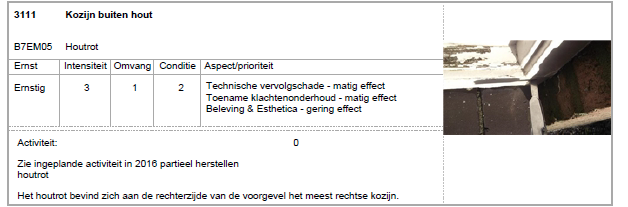 3111 Kozijn buiten hout
B7EM05 Houtrot
Ernst Intensiteit Omvang Conditie Aspect/prioriteit
Ernstig 3 1 2 Technische vervolgschade - matig effect
Toename klachtenonderhoud - matig effect
Beleving & Esthetica - gering effect
Activiteit: 0
Zie ingeplande activiteit in 2016 partieel herstellen
houtrot
Het houtrot bevind zich aan de rechterzijde van de voorgevel het meest rechtse kozijn.